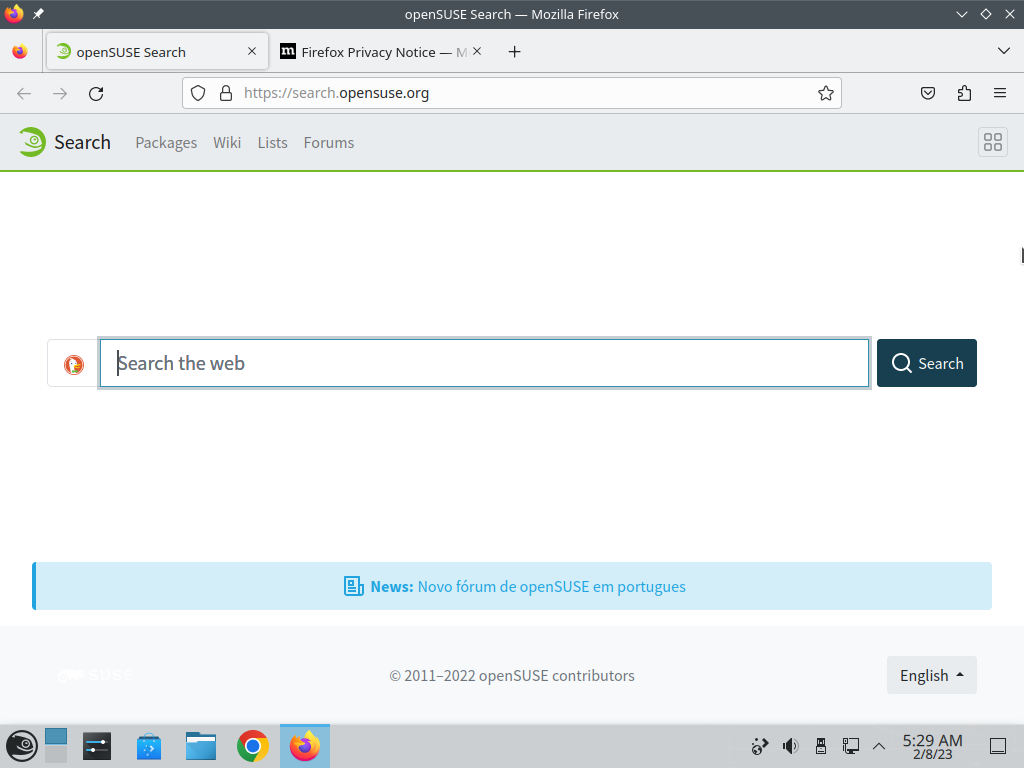 openSUSE Search — Mozilla Firefox
openSUSE Search
Firefox Privacy Notice — M
https://search.opensuse.org
Search Packages Wiki Lists Forums
Search the web
Search
News: Novo fórum de openSUSE em portugues
SUSE
© 2011–2022 openSUSE contributors
English
5:29 AM
2/8/23